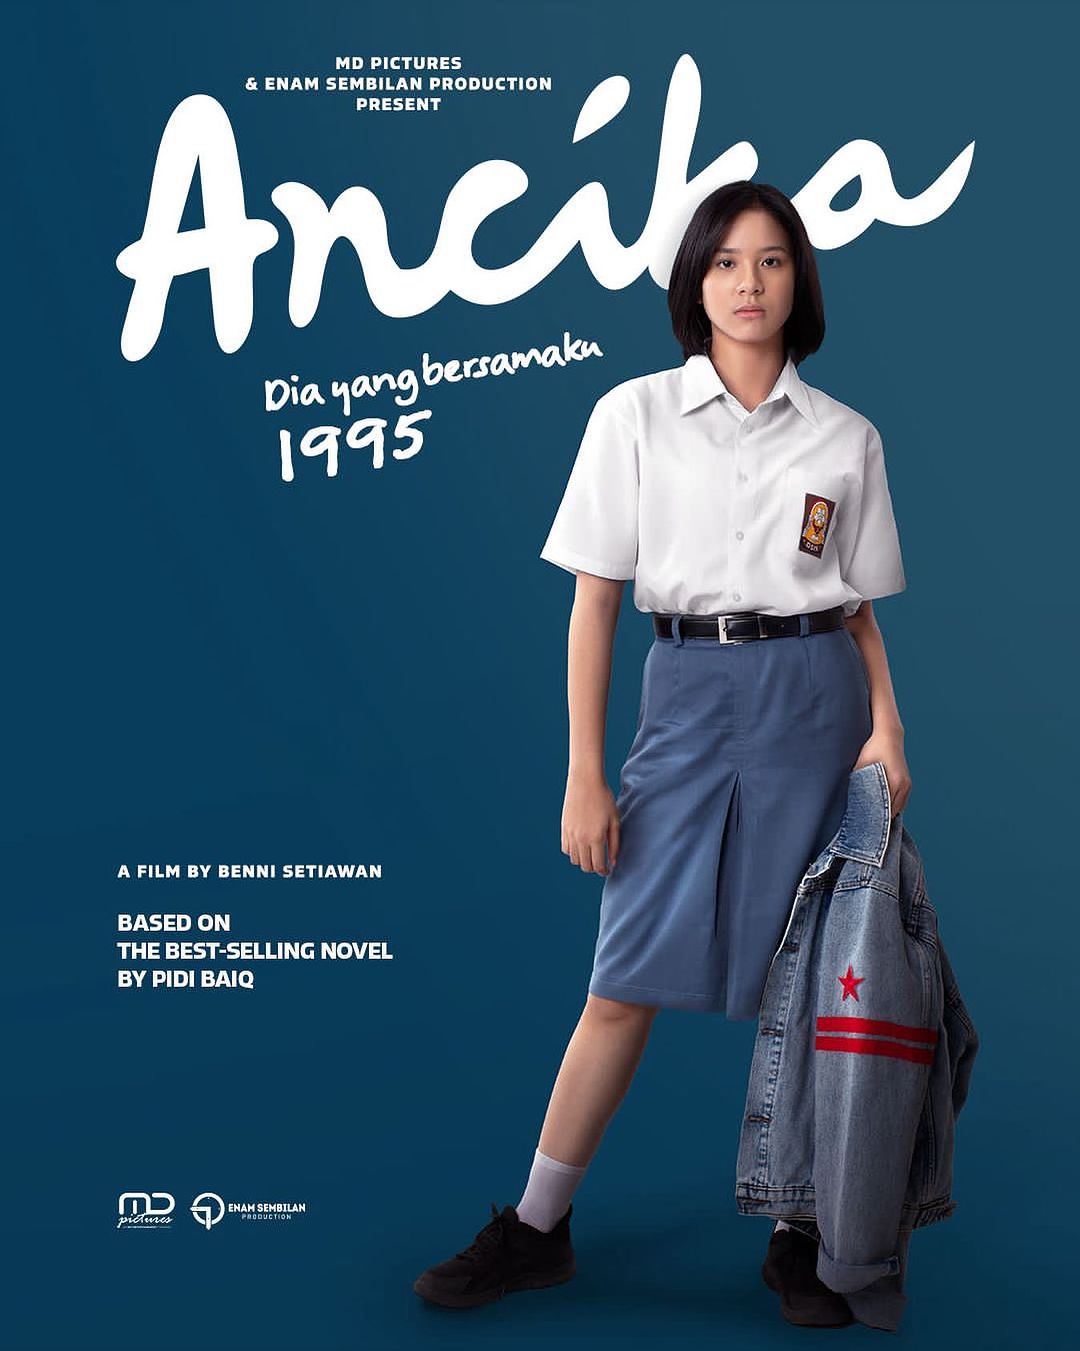 MD PICTURES
& ENAM SEMBILAN PRODUCTION
PRESENT
Ancika
Dia yang bersamaku
1995
OSIS
A FILM BY BENNI SETIAWAN
BASED ON
THE BEST-SELLING NOVEL
BY PIDI BAIQ
MD
pictures
ENAM SEMBILAN
PRODUCTION